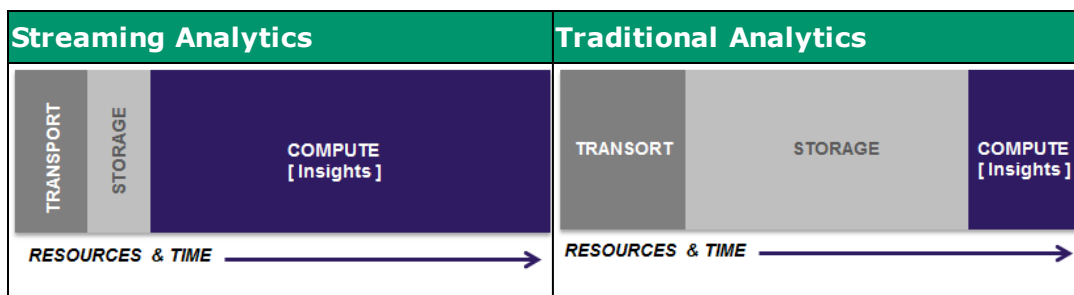 Streaming Analytics
Traditional Analytics
TRANSPORT
STORAGE
COMPUTE
[ Insights ]
RESOURCES & TIME
TRANSORT
STORAGE
COMPUTE
[ Insights ]
RESOURCES & TIME